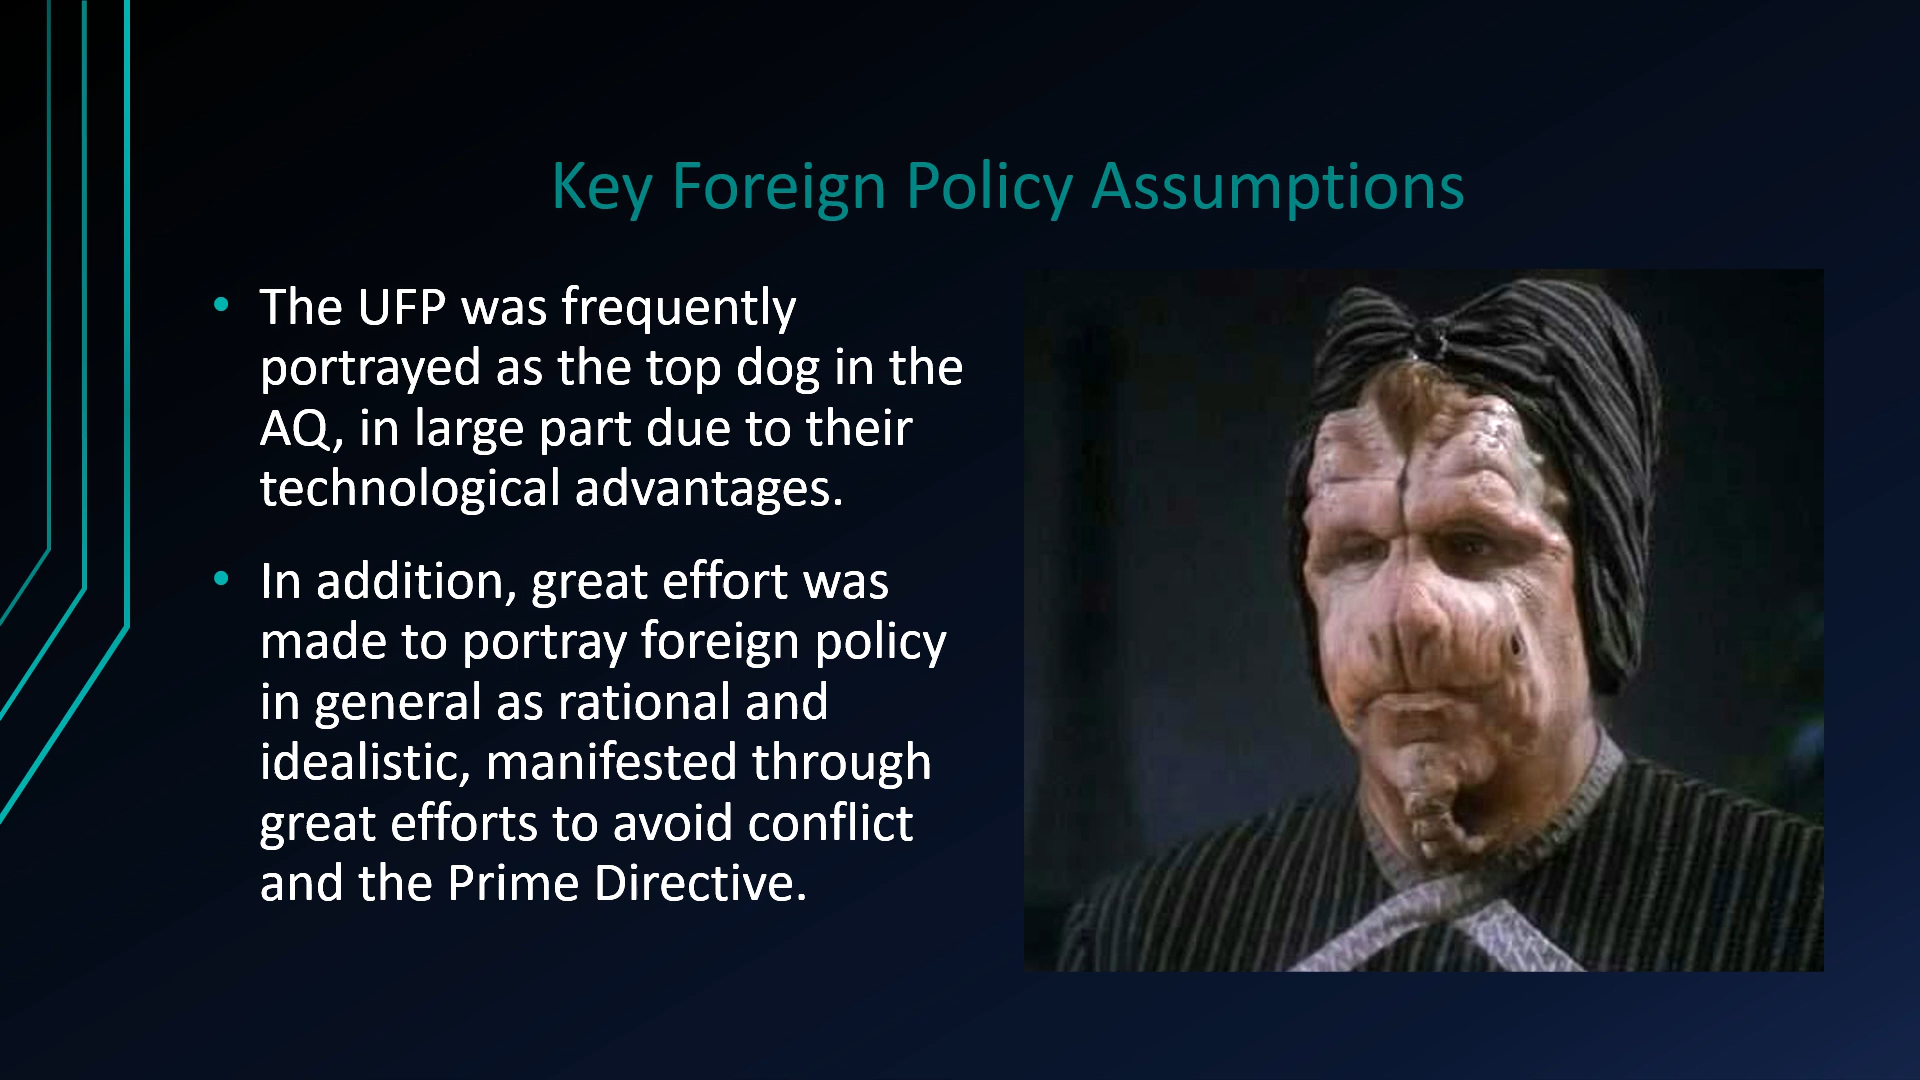 Key Foreign Policy Assumptions
• The UFP was frequently
portrayed as the top dog in the
AQ, in large part due to their
technological advantages.
• In addition, great effort was
made to portray foreign policy
in general as rational and
idealistic, manifested through
great efforts to avoid conflict
and the Prime Directive.